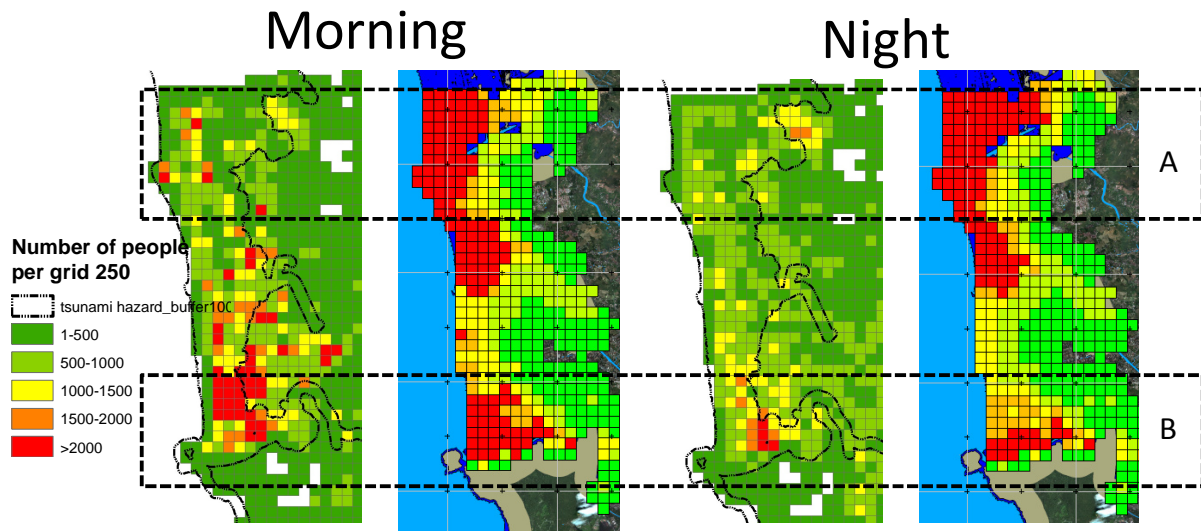 Morning
Night
A
Number of people
per grid 250
tsunami hazard_buffer100
1-500
500-1000
1000-1500
1500-2000
>2000
B